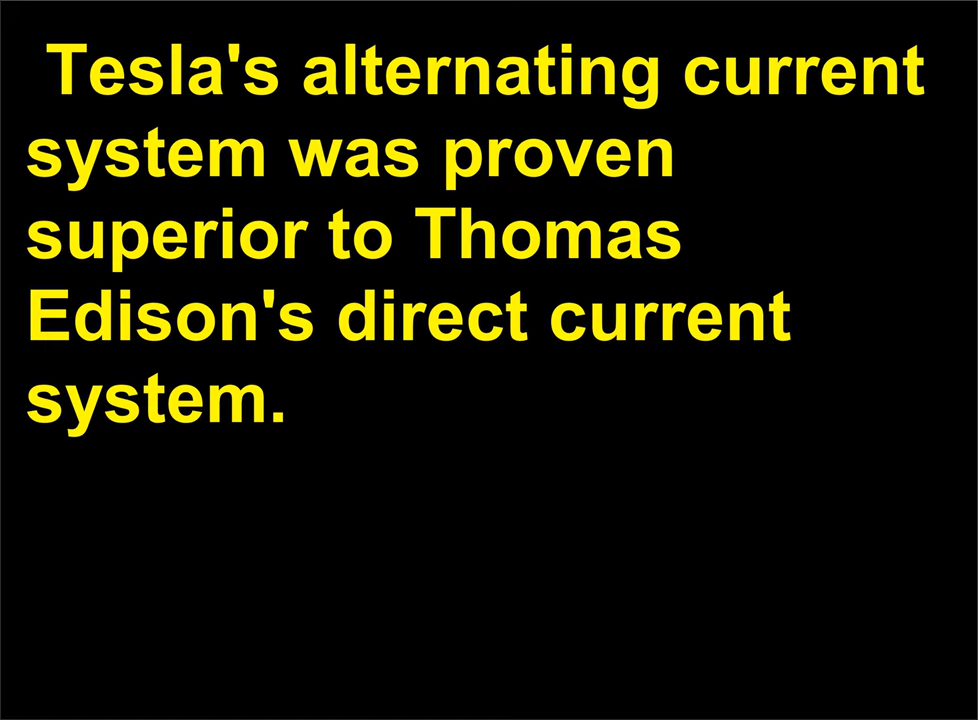 Tesla's alternating current
system was proven
superior to Thomas
Edison's direct current
system.